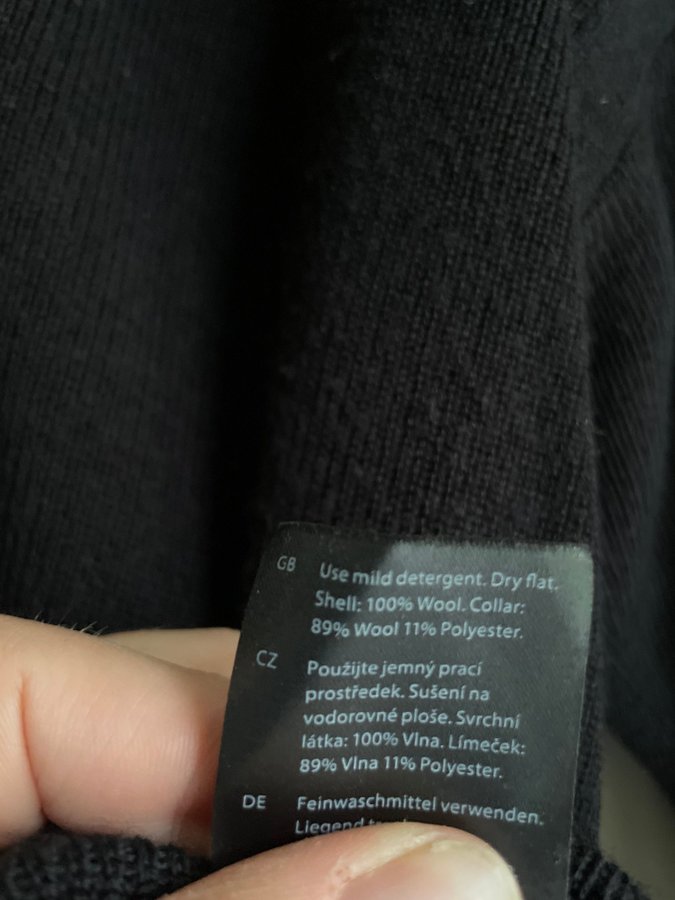 GB Use mild detergent. Dry flat.
Shell: 100% Wool. Collar:
89% Wool 11% Polyester.
CZ Použijte jemný prací
prostředek. Sušení na
vodorovné ploše. Svrchní
látka: 100% Vlna. Límeček:
89% Vlna 11% Polyester.
DE Feinwaschmittel verwenden.
Liegend